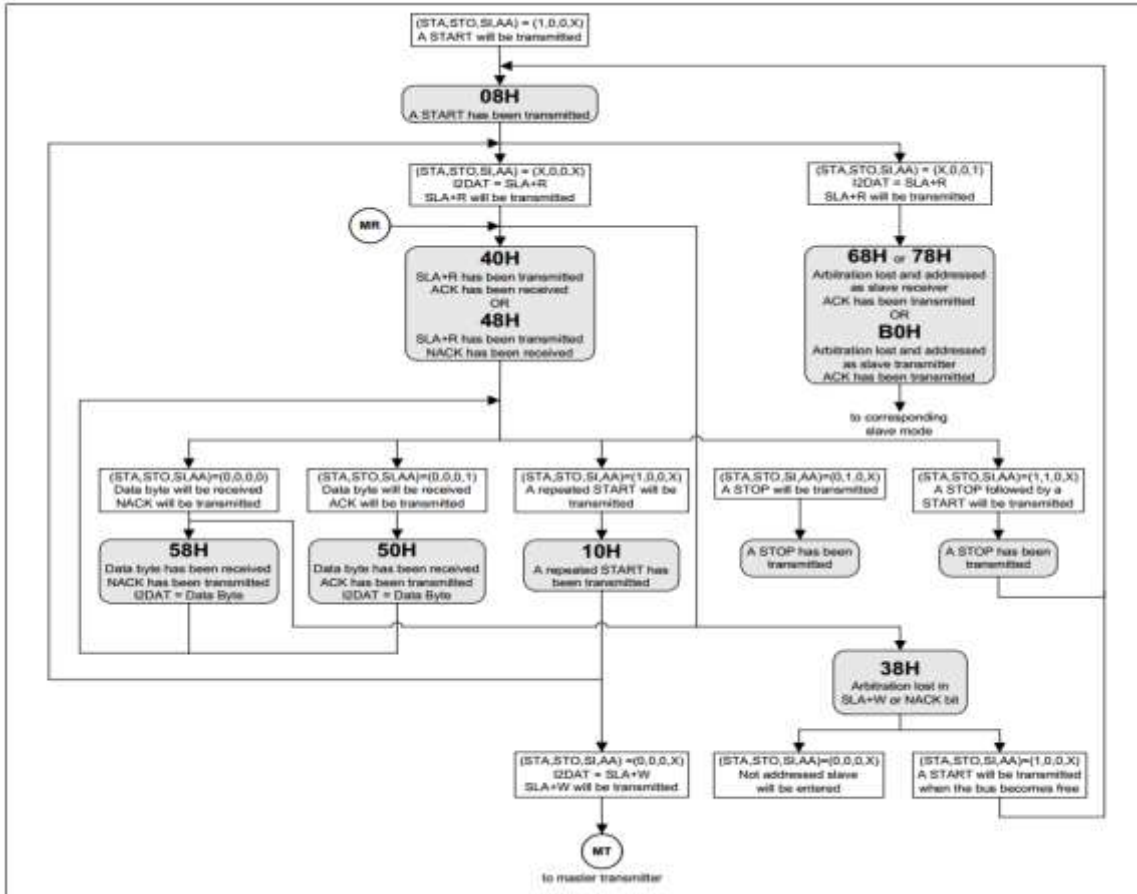 (STA,STO,SI,AA) = (1,0,0,X)
A START will be transmitted
08H
A START has been transmitted
(STA,STO,SI,AA) = (X,0,0,X)
I2DAT = SLA+R
SLA+R will be transmitted
(STA,STO,SI,AA) = (X,0,0,1)
I2DAT = SLA+R
SLA+R will be transmitted
MR
40H
SLA+R has been transmitted
ACK has been received
OR
48H
SLA+R has been transmitted
NACK has been received
68H or 78H
Arbitration lost and addressed
as slave receiver
ACK has been transmitted
OR
B0H
Arbitration lost and addressed
as slave transmitter
ACK has been transmitted
to corresponding
slave mode
(STA,STO,SI,AA)=(0,0,0,0)
Data byte will be received
NACK will be transmitted
(STA,STO,SI,AA)=(0,0,0,1)
Data byte will be received
ACK will be transmitted
(STA,STO,SI,AA)=(1,0,0,X)
A repeated START will be
transmitted
(STA,STO,SI,AA)=(0,1,0,X)
A STOP will be transmitted
(STA,STO,SI,AA)=(1,1,0,X)
A STOP followed by a
START will be transmitted
58H
Data byte has been received
NACK has been transmitted
I2DAT = Data Byte
50H
Data byte has been received
ACK has been transmitted
I2DAT = Data Byte
10H
A repeated START has
been transmitted
A STOP has been
transmitted
A STOP has been
transmitted
38H
Arbitration lost in
SLA+W or NACK bit
(STA,STO,SI,AA) =(0,0,0,X)
I2DAT = SLA+W
SLA+W will be transmitted
(STA,STO,SI,AA)=(0,0,0,X)
Not addressed slave
will be entered
(STA,STO,SI,AA)=(1,0,0,X)
A START will be transmitted
when the bus becomes free
MT
to master transmitter